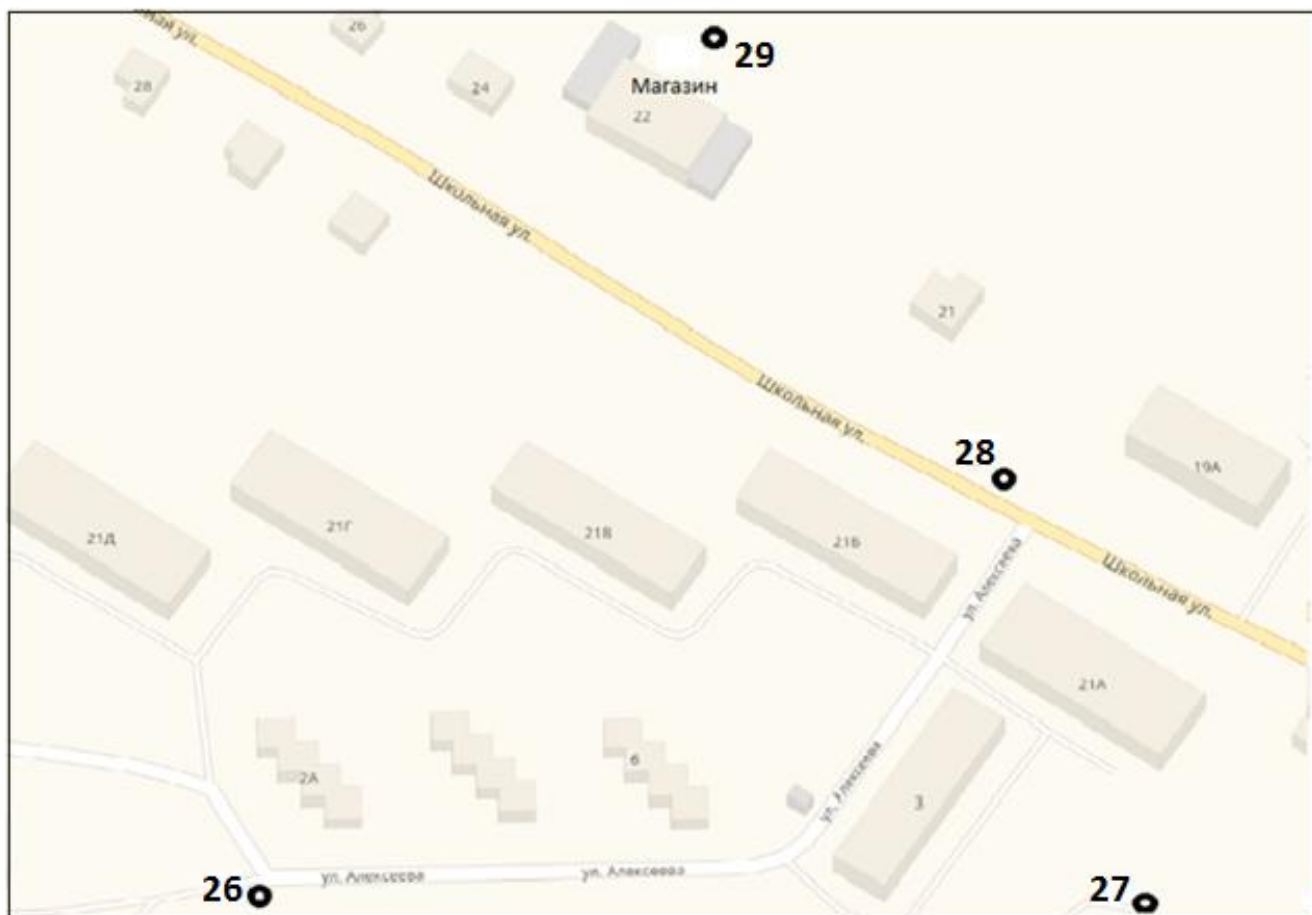 ная ул.
26
29
28
24
Магазин
22
Школьная ул.
21
Школьная ул.
28
19А
21Д
21Г
21В
21Б
ул. Алексеева
Школьная ул.
21А
2А
6
ул. Алексеева
3
ул. Алексеева
ул. Алексеева
26
27